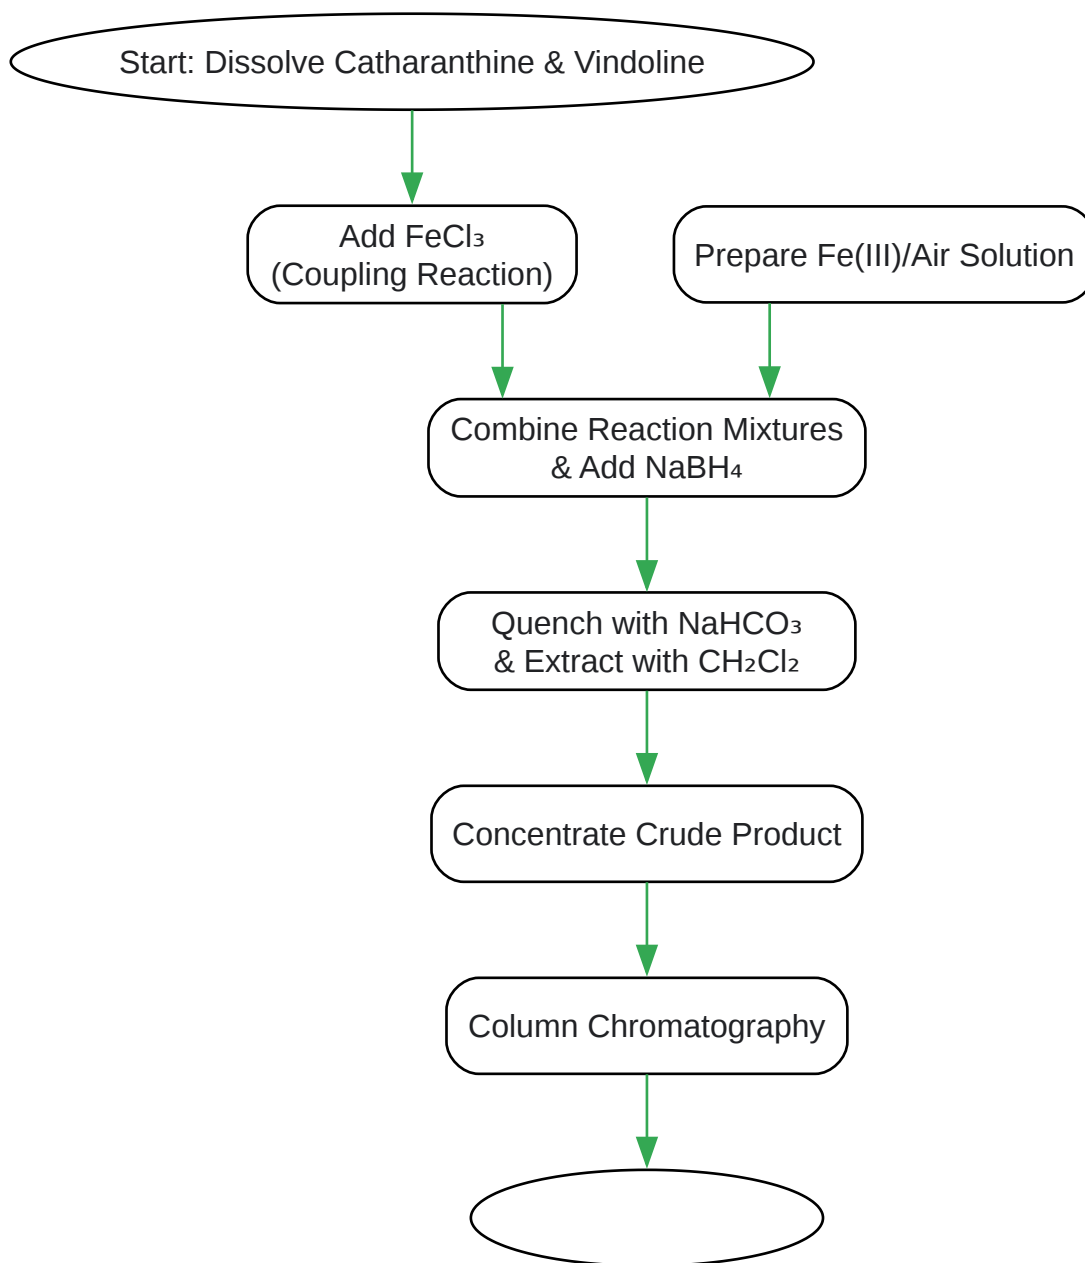 Start: Dissolve Catharanthine & Vindoline
Add FeCl₃
(Coupling Reaction)
Prepare Fe(III)/Air Solution
Combine Reaction Mixtures
& Add NaBH₄
Quench with NaHCO₃
& Extract with CH₂Cl₂
Concentrate Crude Product
Column Chromatography